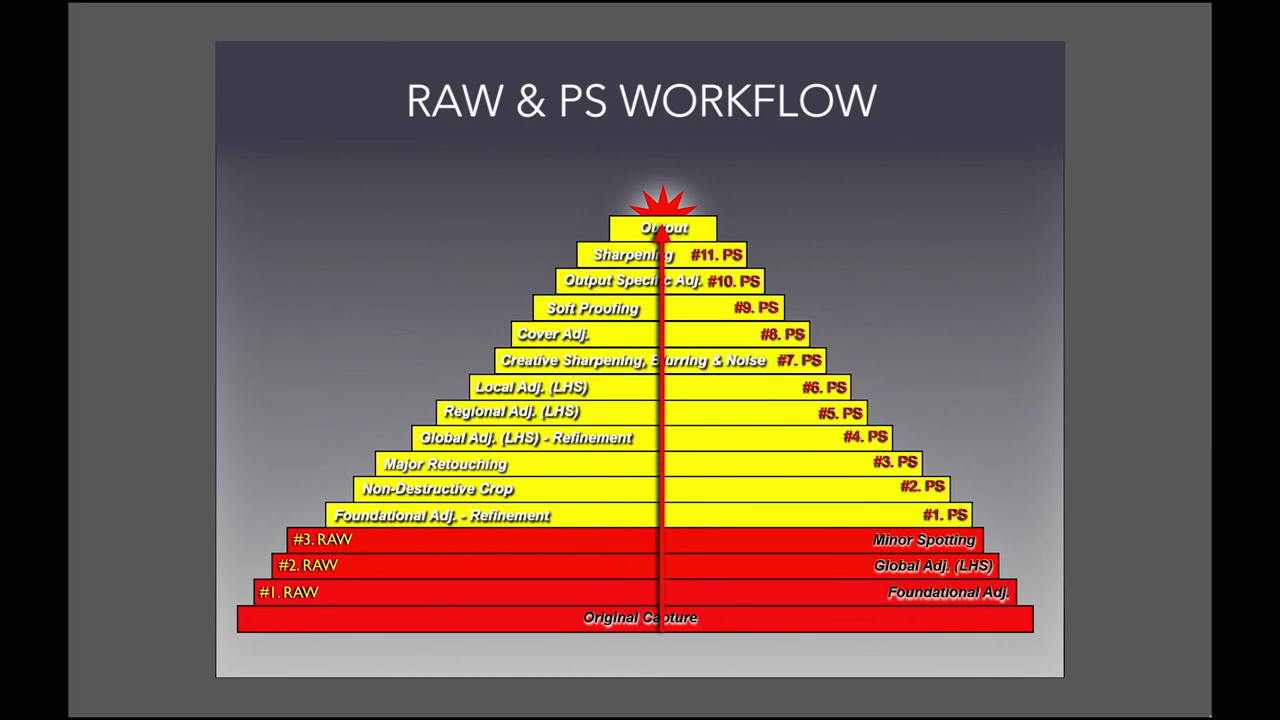 RAW & PS WORKFLOW
Output
Sharpening #11. PS
Output Specific Adj. #10. PS
Soft Proofing #9. PS
Cover Adj. #8. PS
Creative Sharpening, Blurring & Noise #7. PS
Local Adj. (LHS) #6. PS
Regional Adj. (LHS) #5. PS
Global Adj. (LHS) - Refinement #4. PS
Major Retouching #3. PS
Non-Destructive Crop #2. PS
Foundational Adj. - Refinement #1. PS
#3. RAW Minor Spotting
#2. RAW Global Adj. (LHS)
#1. RAW Foundational Adj.
Original Capture